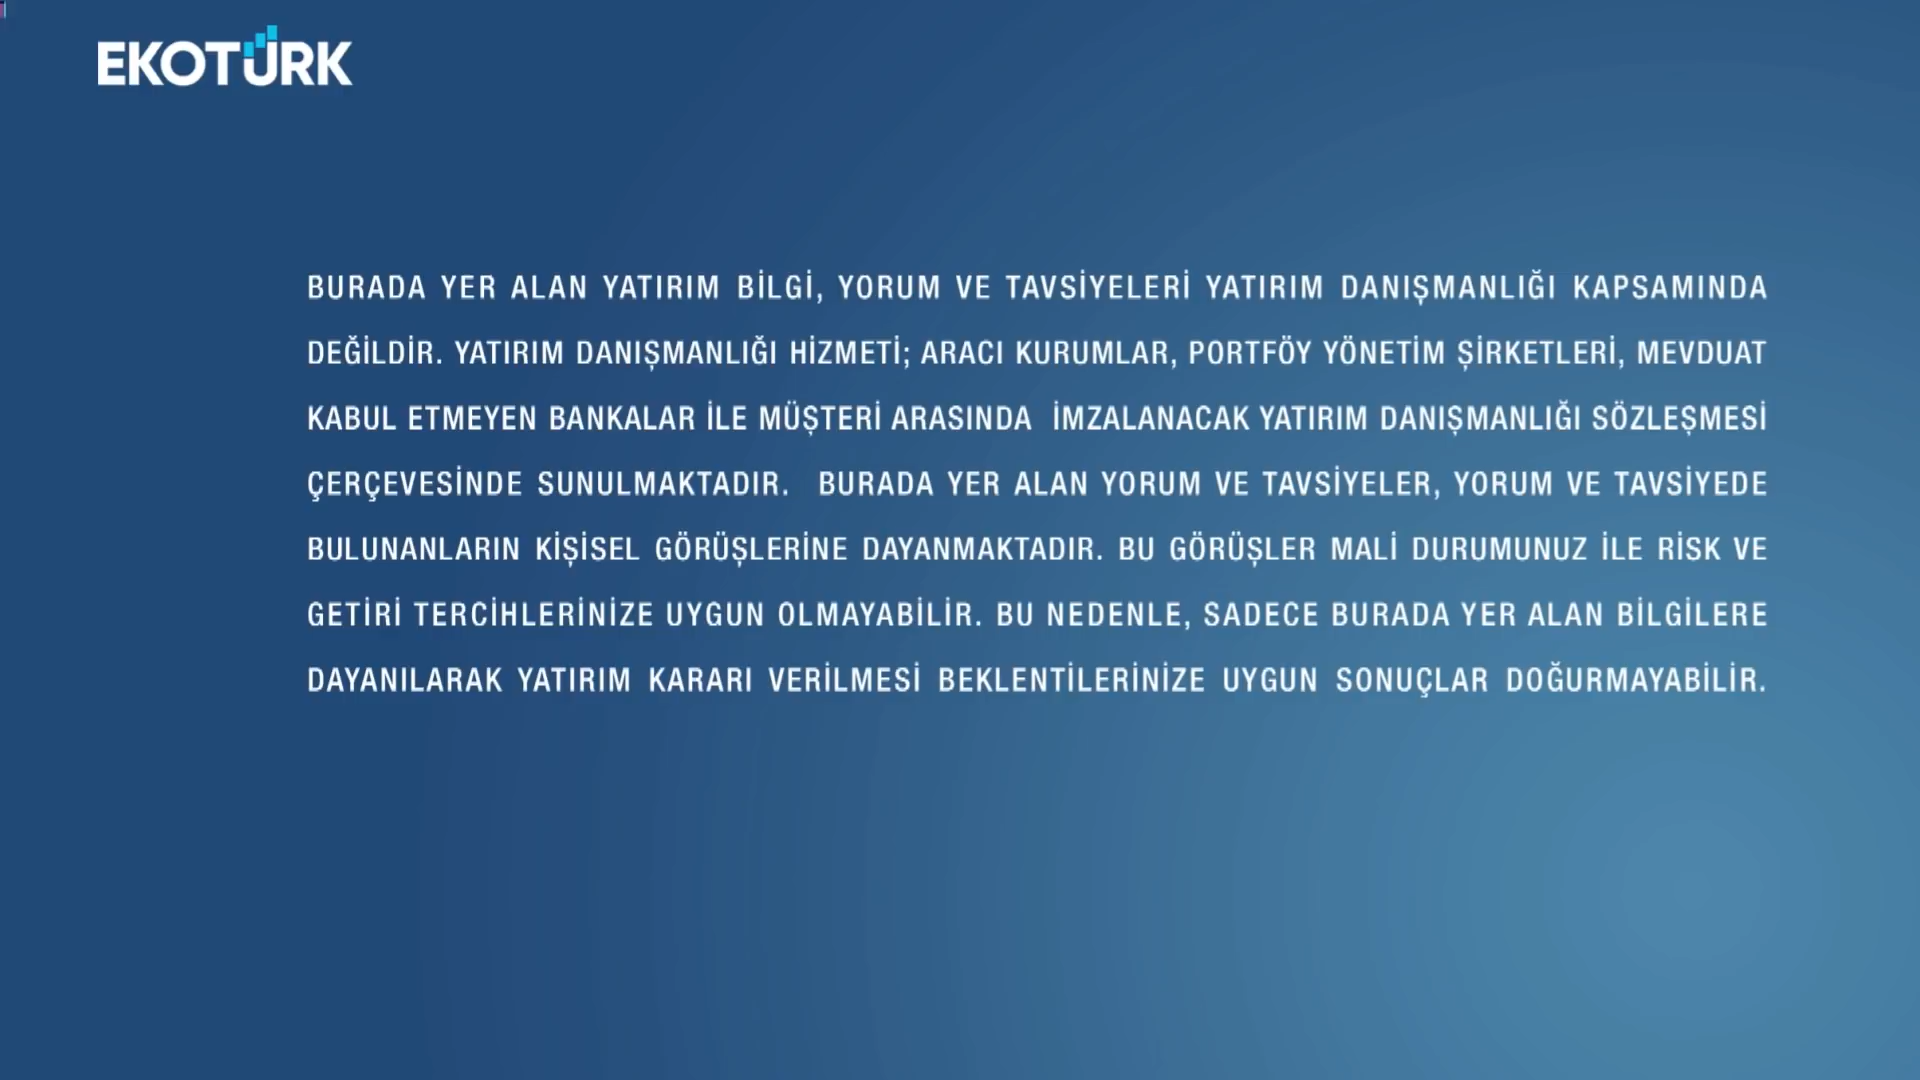 EKOTÜRK
BURADA YER ALAN YATIRIM BİLGİ, YORUM VE TAVSİYELERİ YATIRIM DANIŞMANLIĞI KAPSAMINDA
DEĞİLDİR. YATIRIM DANIŞMANLIĞI HİZMETİ; ARACI KURUMLAR, PORTFÖY YÖNETİM ŞİRKETLERİ, MEVDUAT
KABUL ETMEYEN BANKALAR İLE MÜŞTERİ ARASINDA İMZALANACAK YATIRIM DANIŞMANLIĞI SÖZLEŞMESİ
ÇERÇEVESİNDE SUNULMAKTADIR. BURADA YER ALAN YORUM VE TAVSİYELER, YORUM VE TAVSİYEDE
BULUNANLARIN KİŞİSEL GÖRÜŞLERİNE DAYANMAKTADIR. BU GÖRÜŞLER MALİ DURUMUNUZ İLE RİSK VE
GETİRİ TERCİHLERİNİZE UYGUN OLMAYABİLİR. BU NEDENLE, SADECE BURADA YER ALAN BİLGİLERE
DAYANILARAK YATIRIM KARARI VERİLMESİ BEKLENTİLERİNİZE UYGUN SONUÇLAR DOĞURMAYABİLİR.